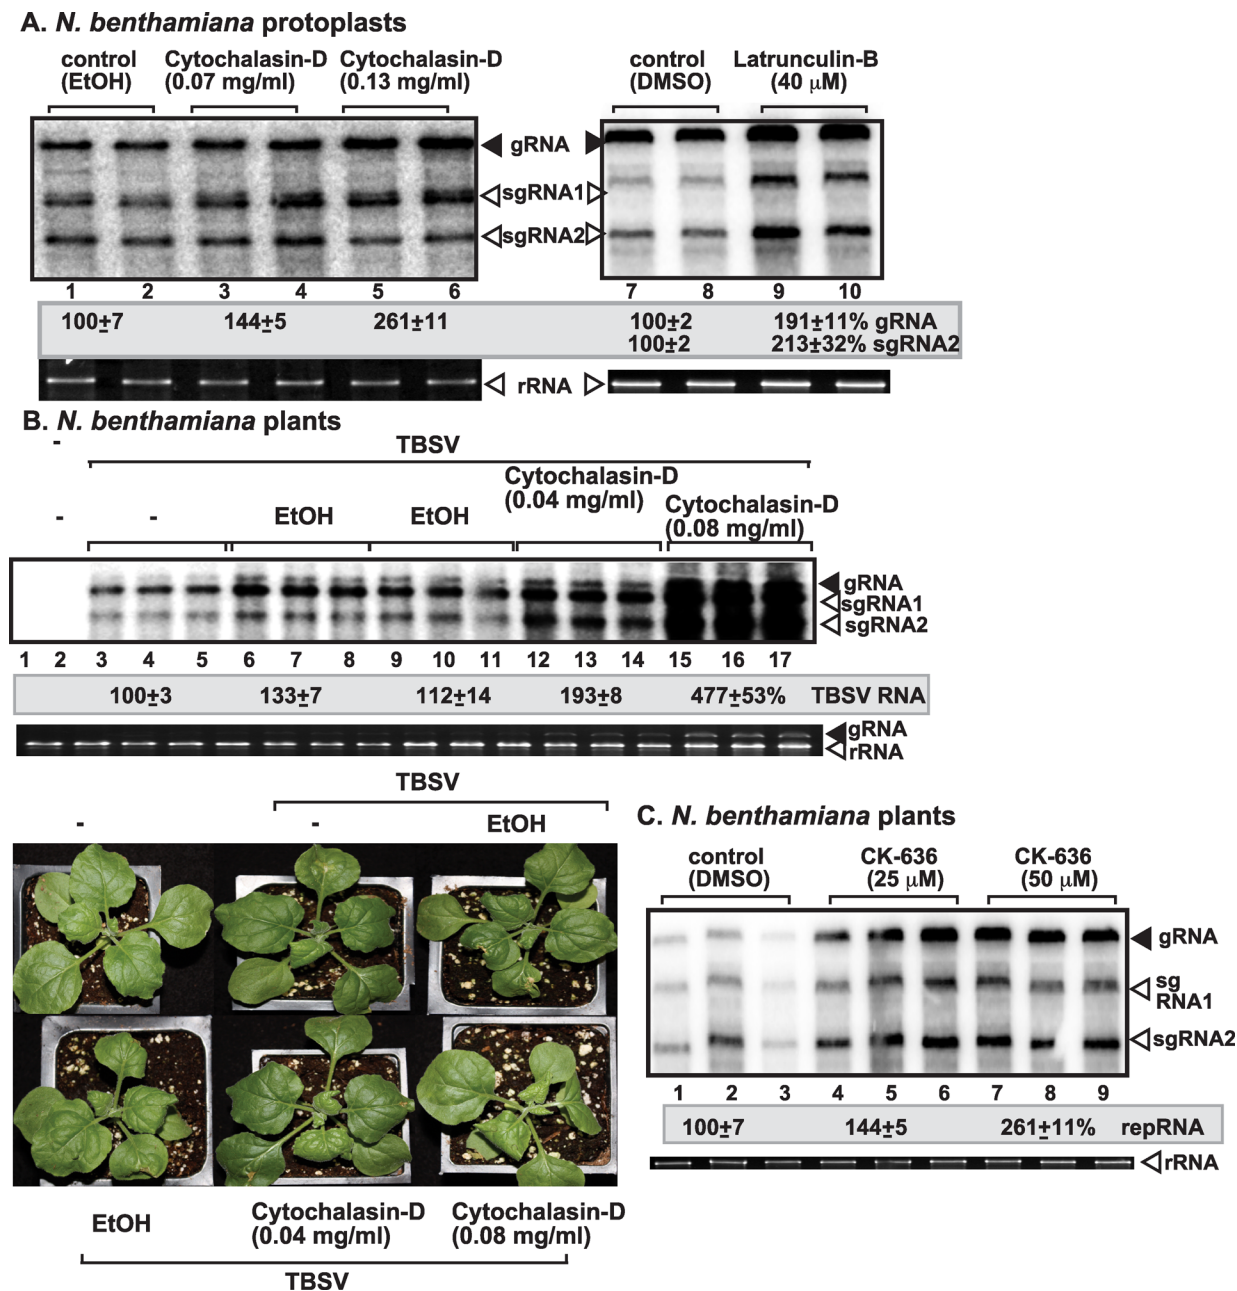 A. N. benthamiana protoplasts
control
(EtOH)
Cytochalasin-D
(0.07 mg/ml)
Cytochalasin-D
(0.13 mg/ml)
control
(DMSO)
Latrunculin-B
(40 µM)
gRNA
sgRNA1
sgRNA2
1 2 3 4 5 6 7 8 9 10
100±7 144±5 261±11 100±2 191±11% gRNA
100±2 213±32% sgRNA2
rRNA
B. N. benthamiana plants
-
TBSV
- - EtOH EtOH
Cytochalasin-D
(0.04 mg/ml)
Cytochalasin-D
(0.08 mg/ml)
gRNA
sgRNA1
sgRNA2
1 2 3 4 5 6 7 8 9 10 11 12 13 14 15 16 17
100±3 133±7 112±14 193±8 477±53% TBSV RNA
gRNA
rRNA
TBSV
- - EtOH
EtOH
Cytochalasin-D
(0.04 mg/ml)
Cytochalasin-D
(0.08 mg/ml)
TBSV
C. N. benthamiana plants
control
(DMSO)
CK-636
(25 µM)
CK-636
(50 µM)
gRNA
sg
RNA1
sgRNA2
1 2 3 4 5 6 7 8 9
100±7 144±5 261±11% repRNA
rRNA